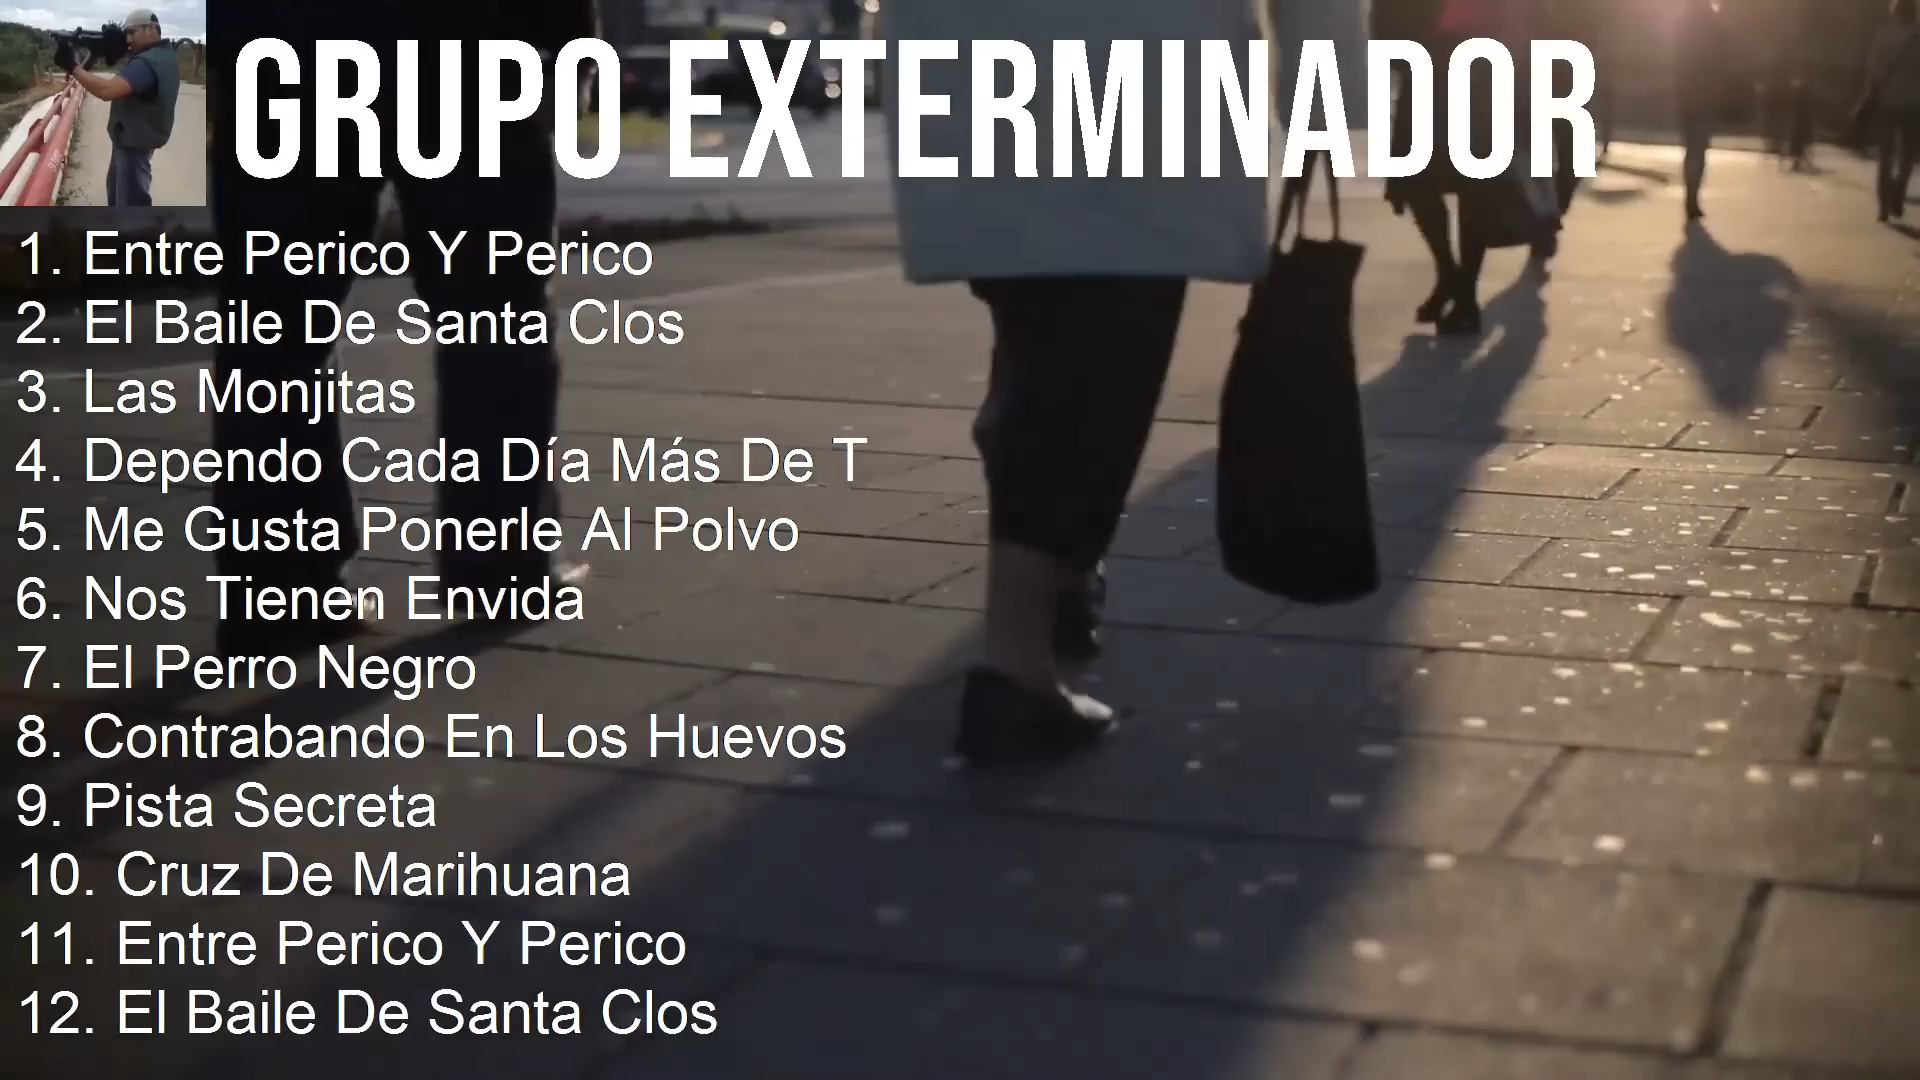 GRUPO EXTERMINADOR
1. Entre Perico Y Perico
2. El Baile De Santa Clos
3. Las Monjitas
4. Dependo Cada Día Más De T
5. Me Gusta Ponerle Al Polvo
6. Nos Tienen Envida
7. El Perro Negro
8. Contrabando En Los Huevos
9. Pista Secreta
10. Cruz De Marihuana
11. Entre Perico Y Perico
12. El Baile De Santa Clos